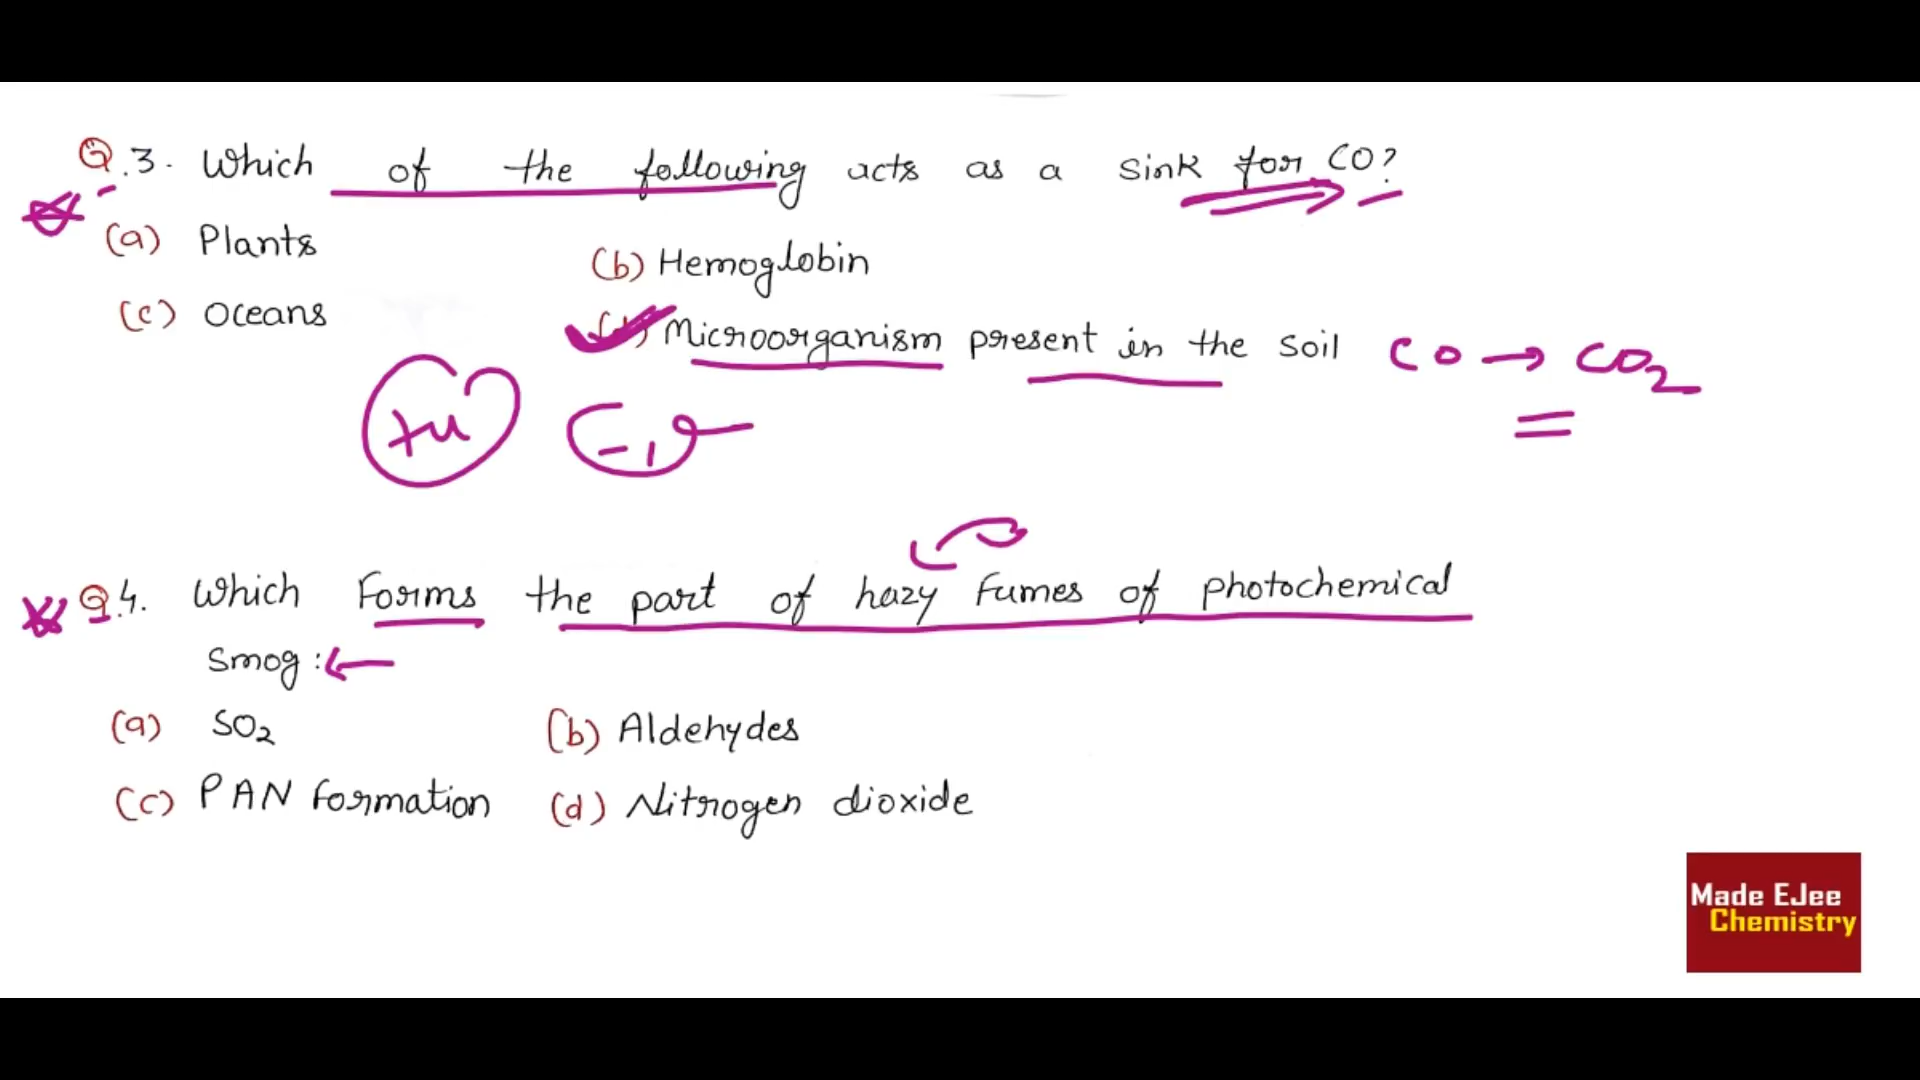 Q.3. Which of the following acts as a sink for CO?
(a) Plants
(b) Hemoglobin
(c) Oceans
(d) Microorganism present in the soil CO → CO2
Q.4. Which Forms the part of hazy Fumes of photochemical
Smog:
(a) SO2 (b) Aldehydes
(c) PAN formation (d) Nitrogen dioxide
Made EJee
Chemistry